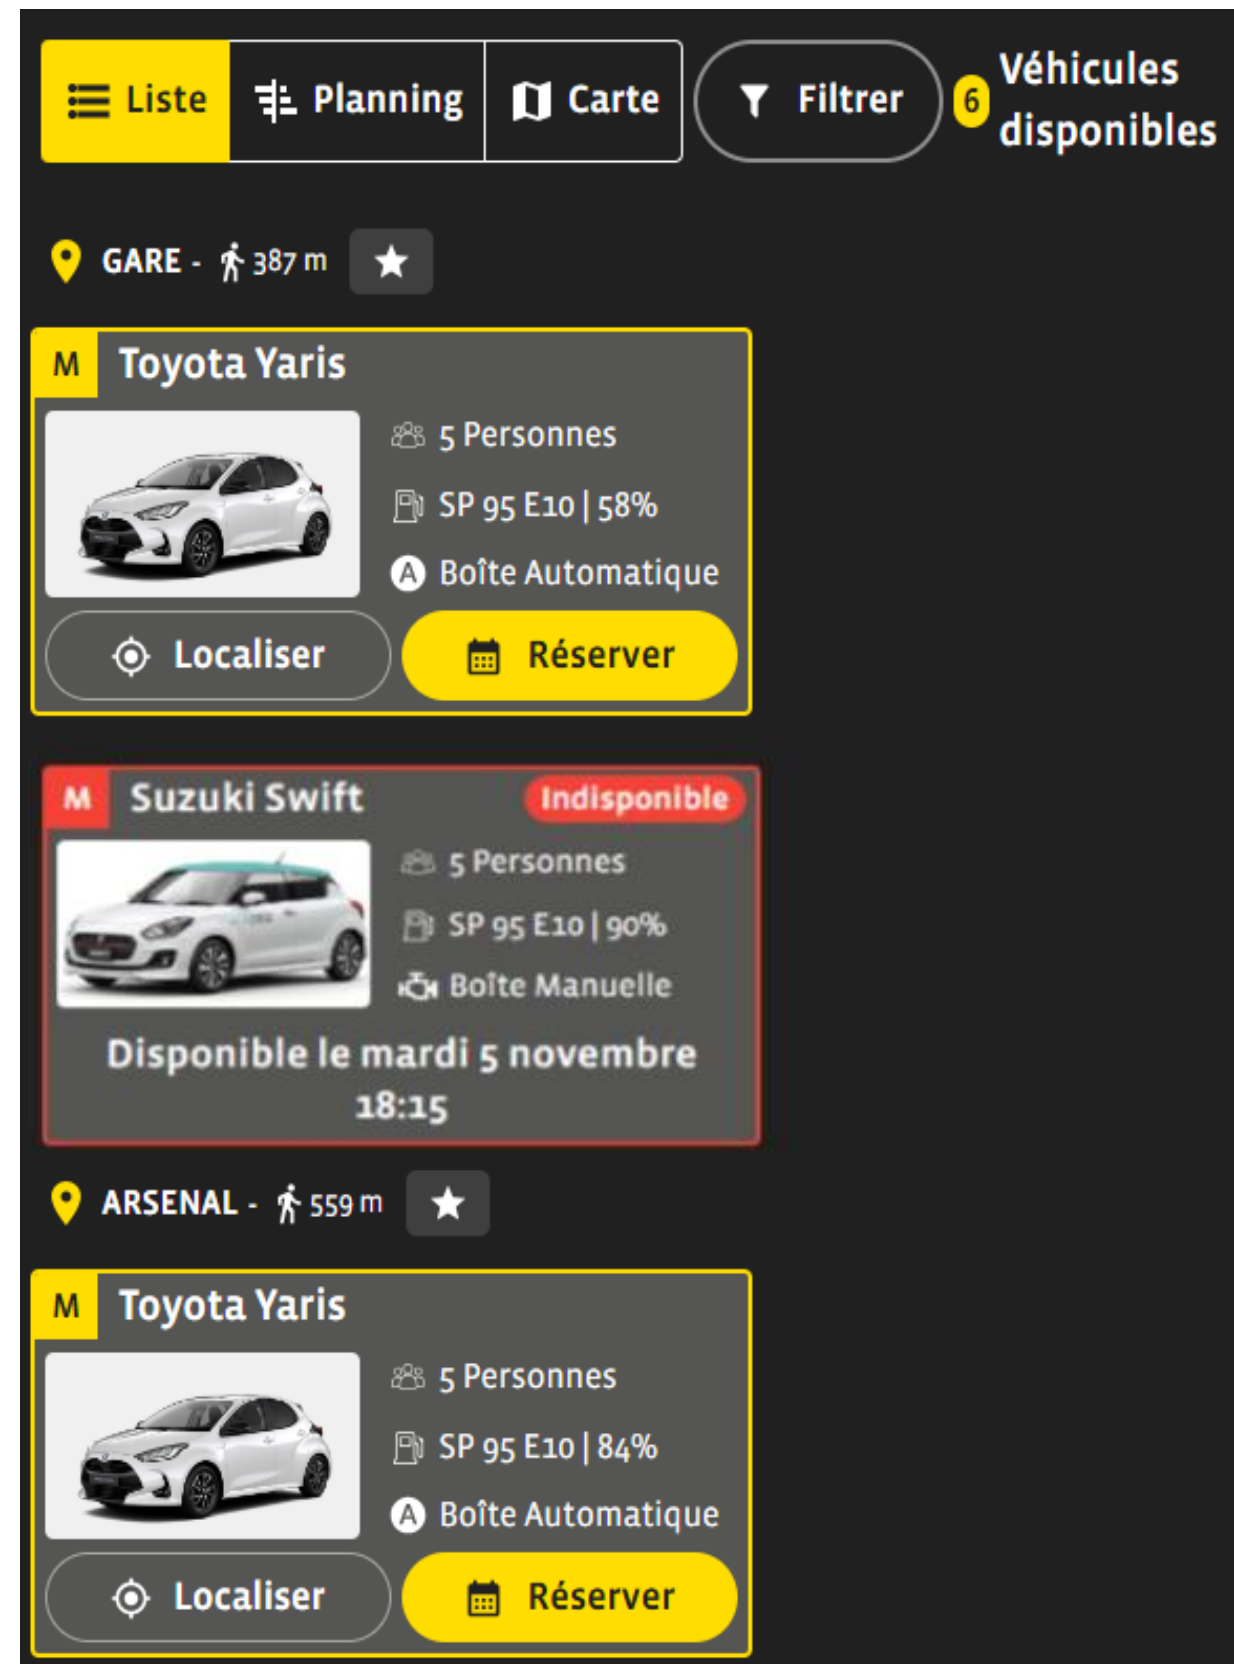 Liste Planning Carte Filtrer 6 Véhicules disponibles
GARE - 387 m
M Toyota Yaris
5 Personnes
SP 95 E10 | 58%
A Boîte Automatique
Localiser Réserver
M Suzuki Swift Indisponible
5 Personnes
SP 95 E10 | 90%
Boîte Manuelle
Disponible le mardi 5 novembre
18:15
ARSENAL - 559 m
M Toyota Yaris
5 Personnes
SP 95 E10 | 84%
A Boîte Automatique
Localiser Réserver